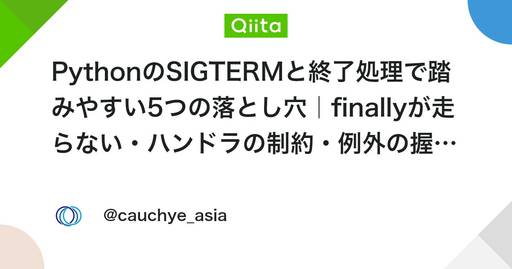 Qiita
PythonのSIGTERMと終了処理で踏
みやすい5つの落とし穴｜finallyが走
らない・ハンドラの制約・例外の握…
@cauchye_asia